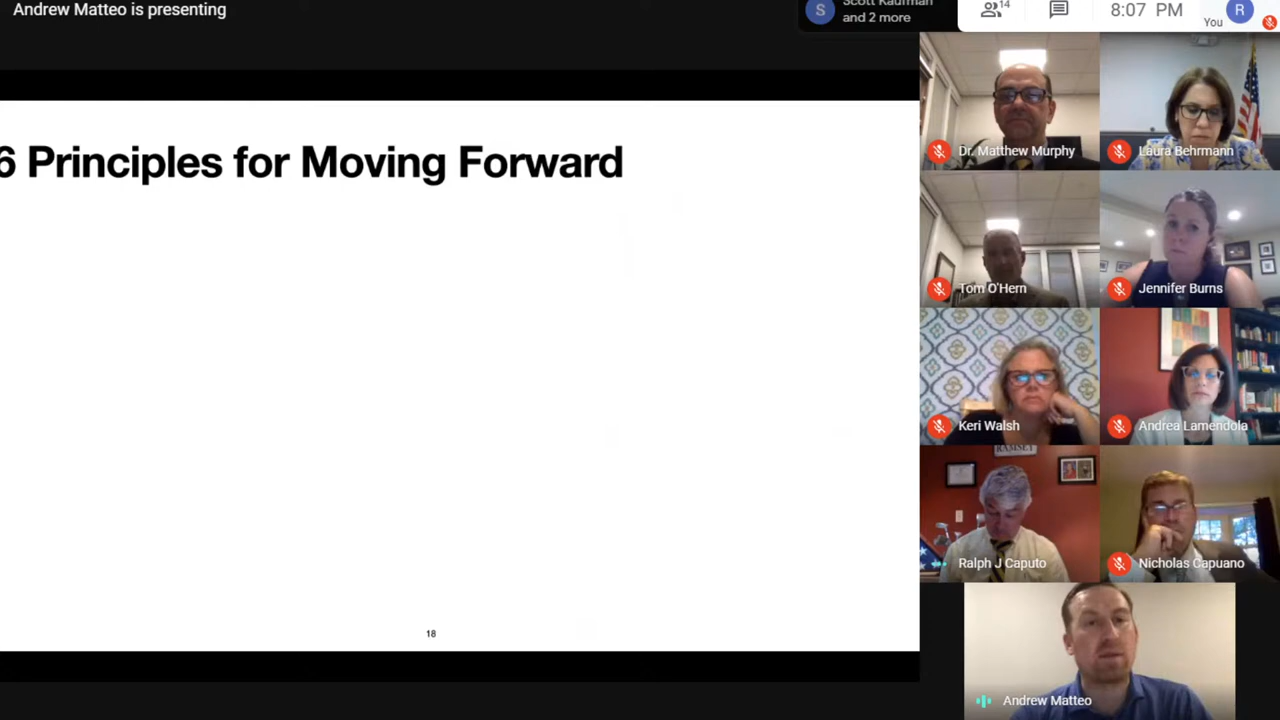 Andrew Matteo is presenting
S
Scott Kaufman
and 2 more
14
8:07 PM
You
R
6 Principles for Moving Forward
18
Dr. Matthew Murphy
Laura Behrmann
Tom O'Hern
Jennifer Burns
Keri Walsh
Andrea Lamendola
RAMSEY
Ralph J Caputo
Nicholas Capuano
Andrew Matteo